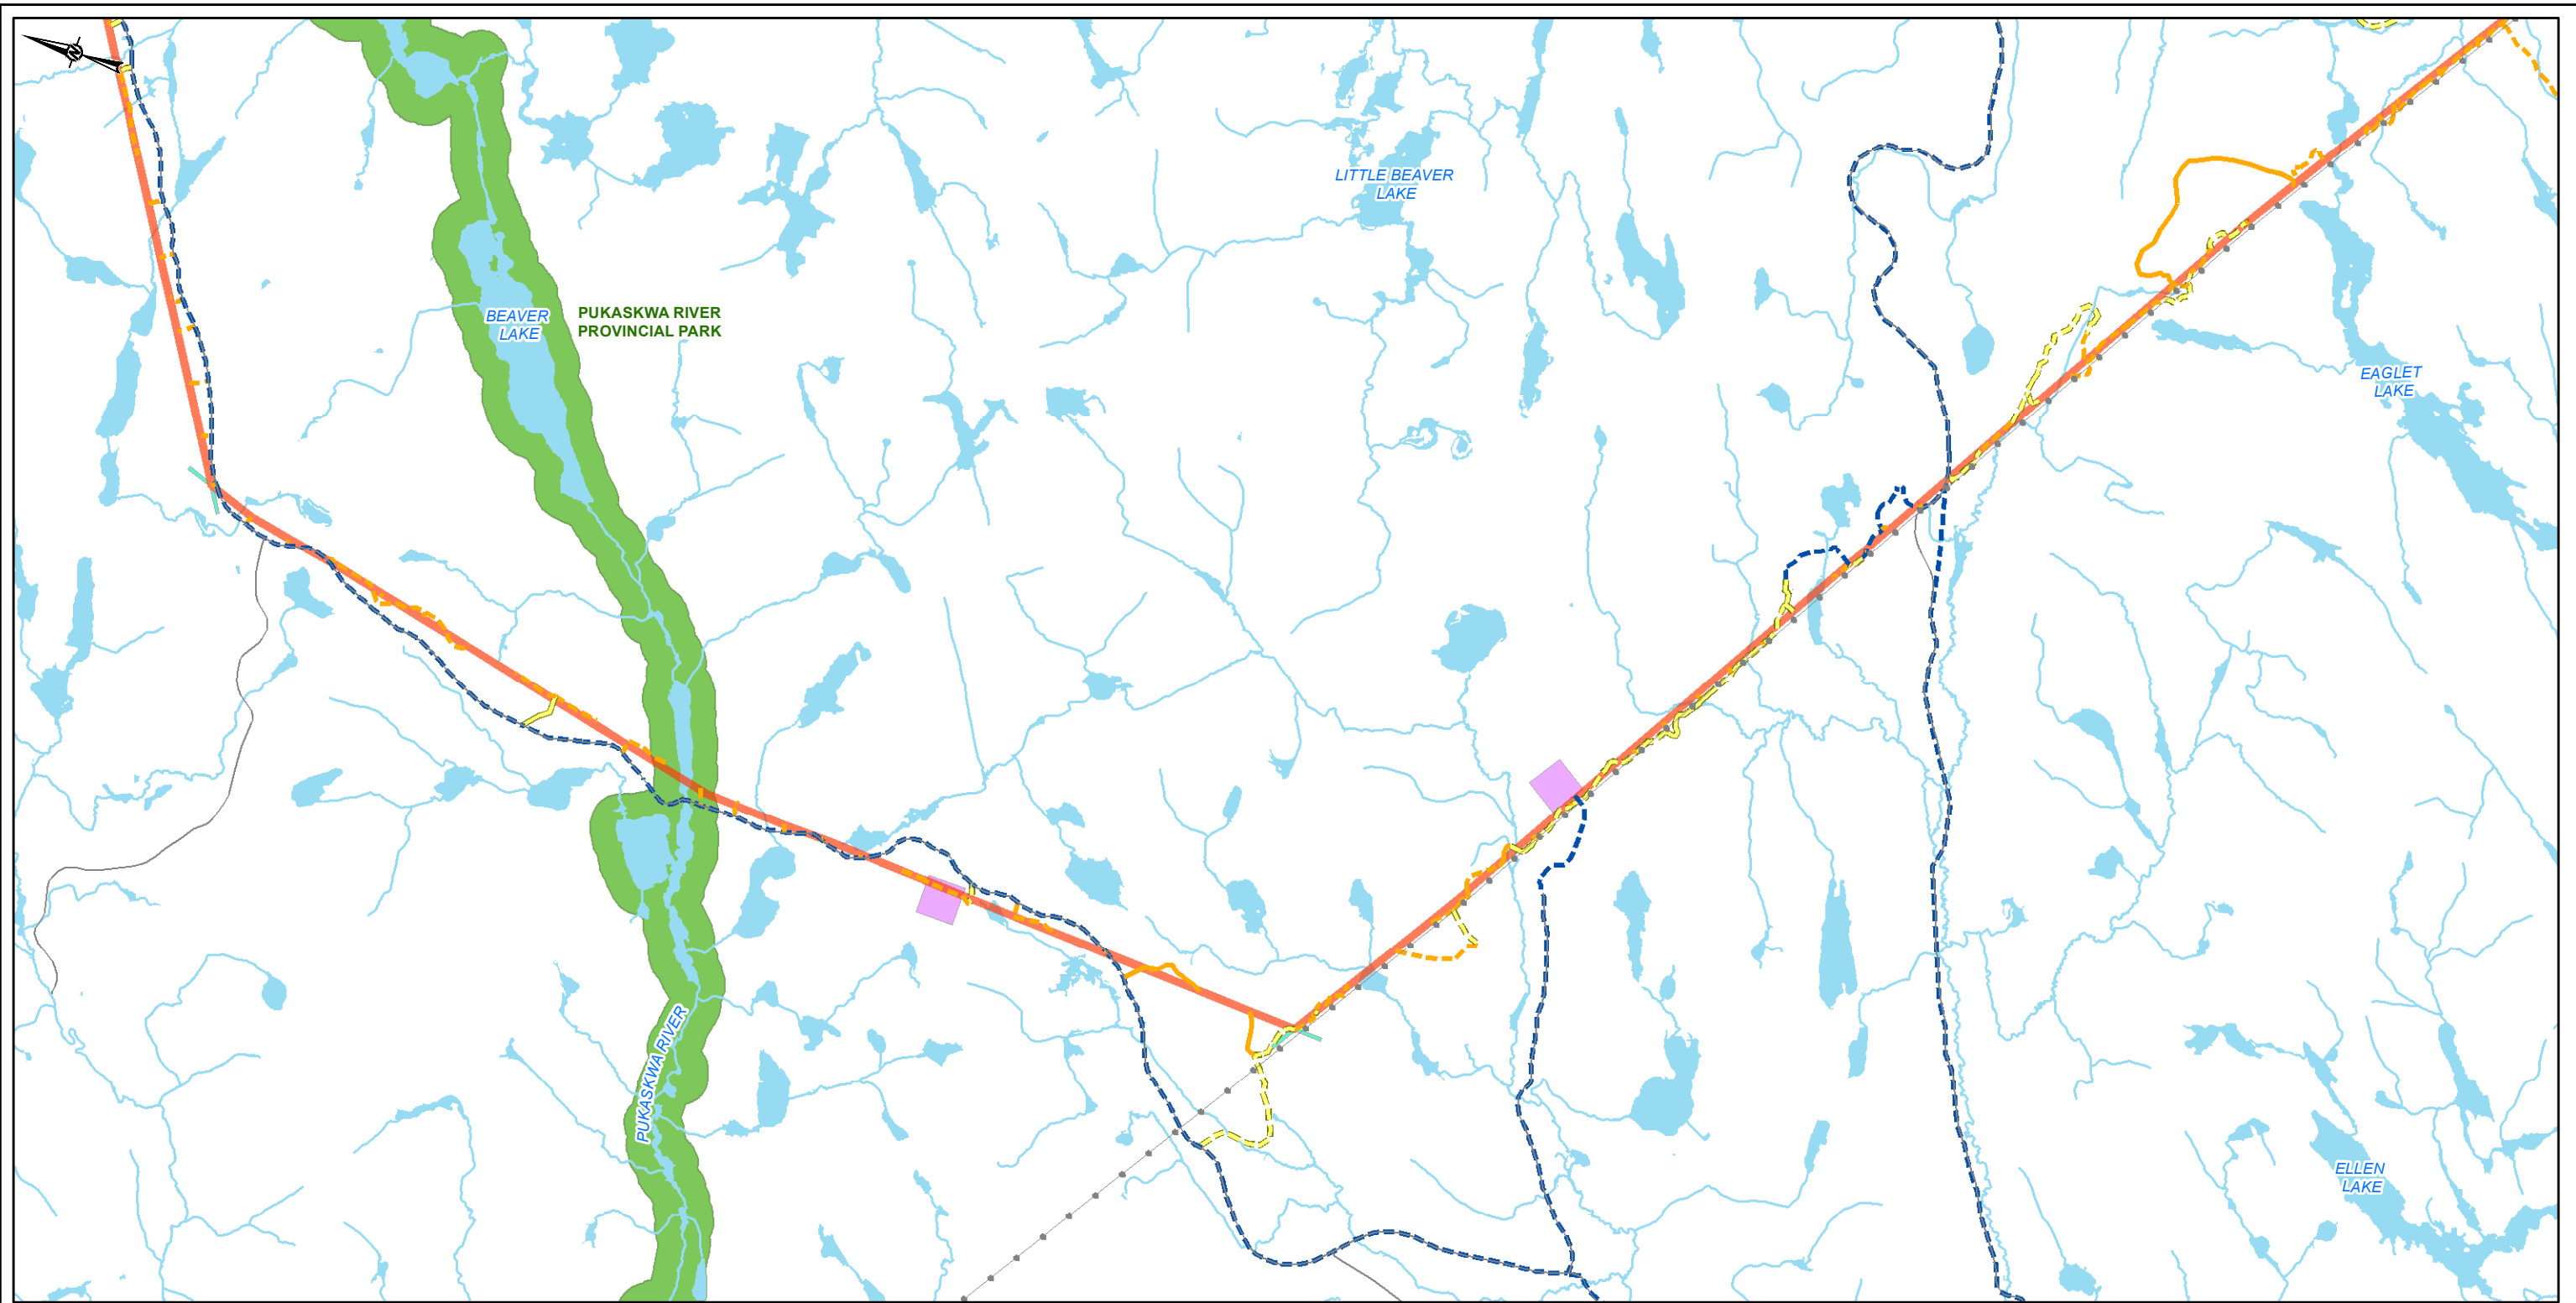 N
LITTLE BEAVER
LAKE
BEAVER
LAKE
PUKASKWA RIVER
PROVINCIAL PARK
EAGLET
LAKE
PUKASKWA RIVER
ELLEN
LAKE